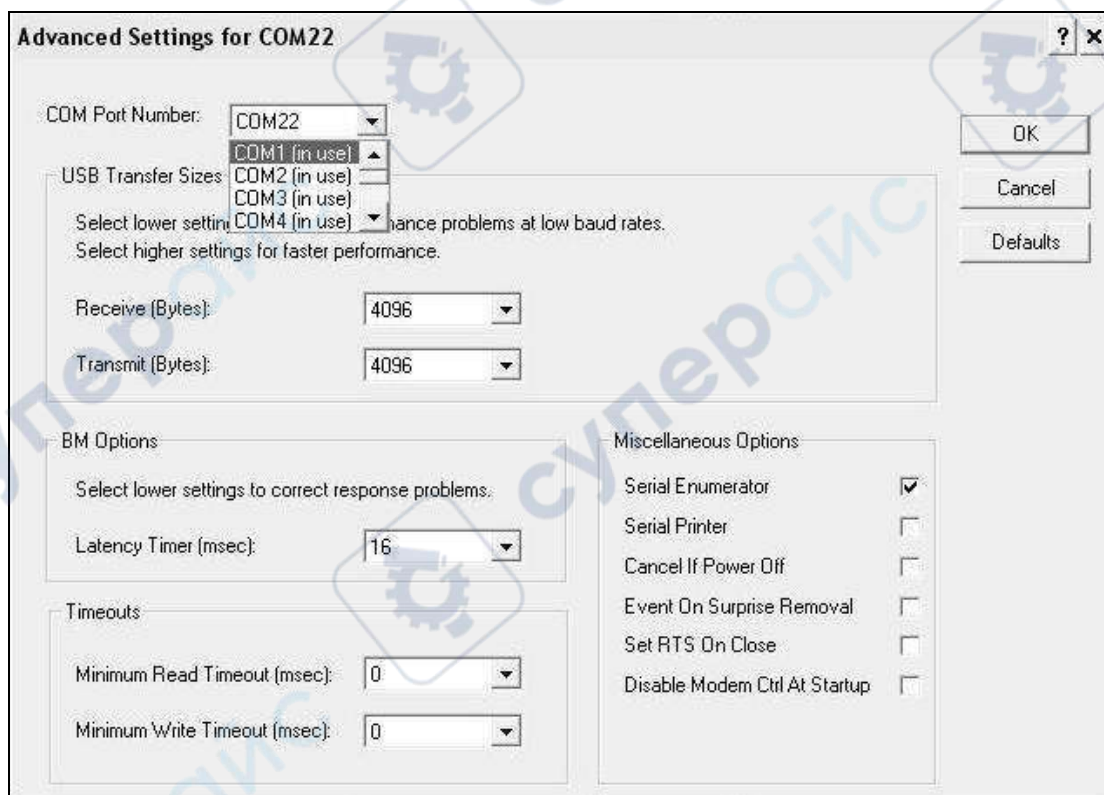 Advanced Settings for COM22
? ×
COM Port Number:
COM22
COM1 (in use)
COM2 (in use)
COM3 (in use)
COM4 (in use)
OK
Cancel
Defaults
USB Transfer Sizes
Select lower mance problems at low baud rates.
Select higher settings for faster performance.
Receive (Bytes): 4096
Transmit (Bytes): 4096
BM Options
Select lower settings to correct response problems.
Latency Timer (msec): 16
Timeouts
Minimum Read Timeout (msec): 0
Minimum Write Timeout (msec): 0
Miscellaneous Options
Serial Enumerator
Serial Printer
Cancel If Power Off
Event On Surprise Removal
Set RTS On Close
Disable Modem Ctrl At Startup
суперайс
суперайс
айс